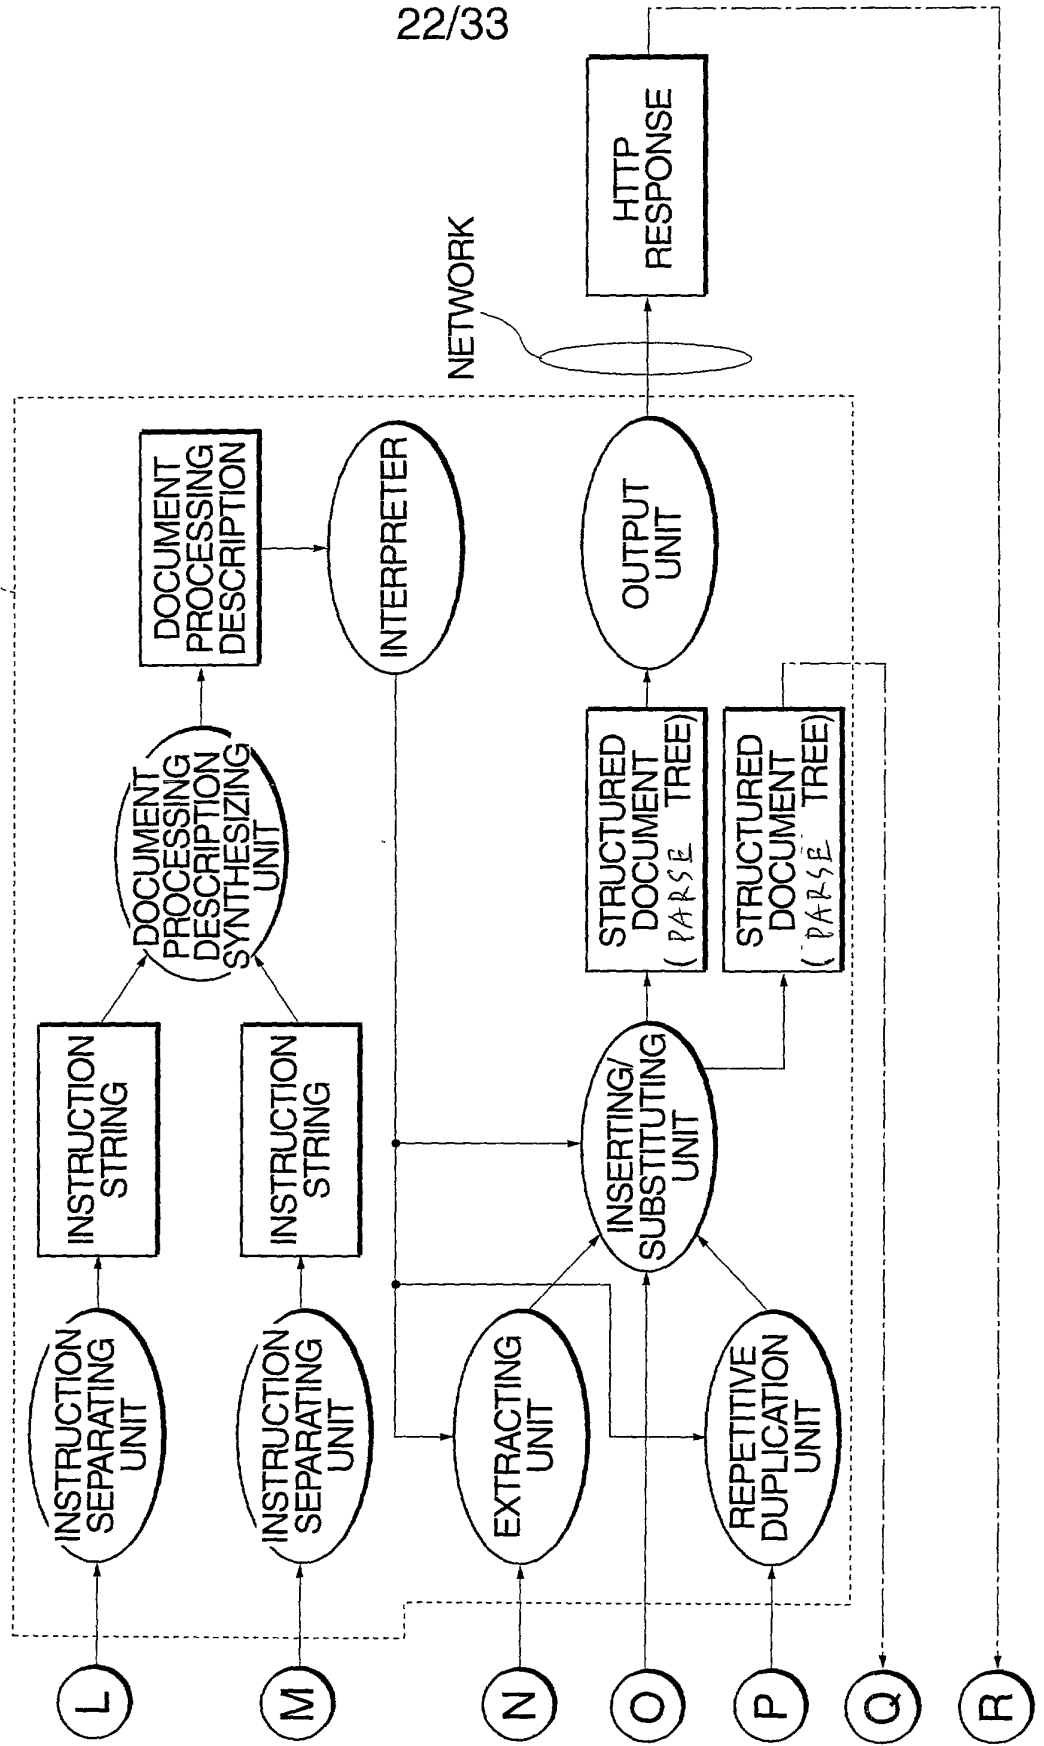 22/33
L
INSTRUCTION
SEPARATING
UNIT
INSTRUCTION
STRING
M
INSTRUCTION
SEPARATING
UNIT
INSTRUCTION
STRING
DOCUMENT
PROCESSING
DESCRIPTION
SYNTHESIZING
UNIT
DOCUMENT
PROCESSING
DESCRIPTION
INTERPRETER
N
EXTRACTING
UNIT
O
INSERTING/
SUBSTITUTING
UNIT
P
REPETITIVE
DUPLICATION
UNIT
STRUCTURED
DOCUMENT
(PARSE TREE)
STRUCTURED
DOCUMENT
(PARSE TREE)
OUTPUT
UNIT
NETWORK
HTTP
RESPONSE
Q
R